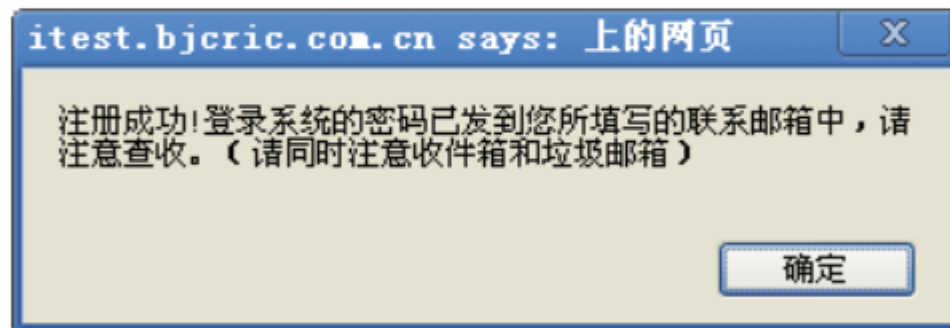 itest.bjcric.com.cn says: 上的网页
注册成功!登录系统的密码已发到您所填写的联系邮箱中，请
注意查收。（请同时注意收件箱和垃圾邮箱）
确定